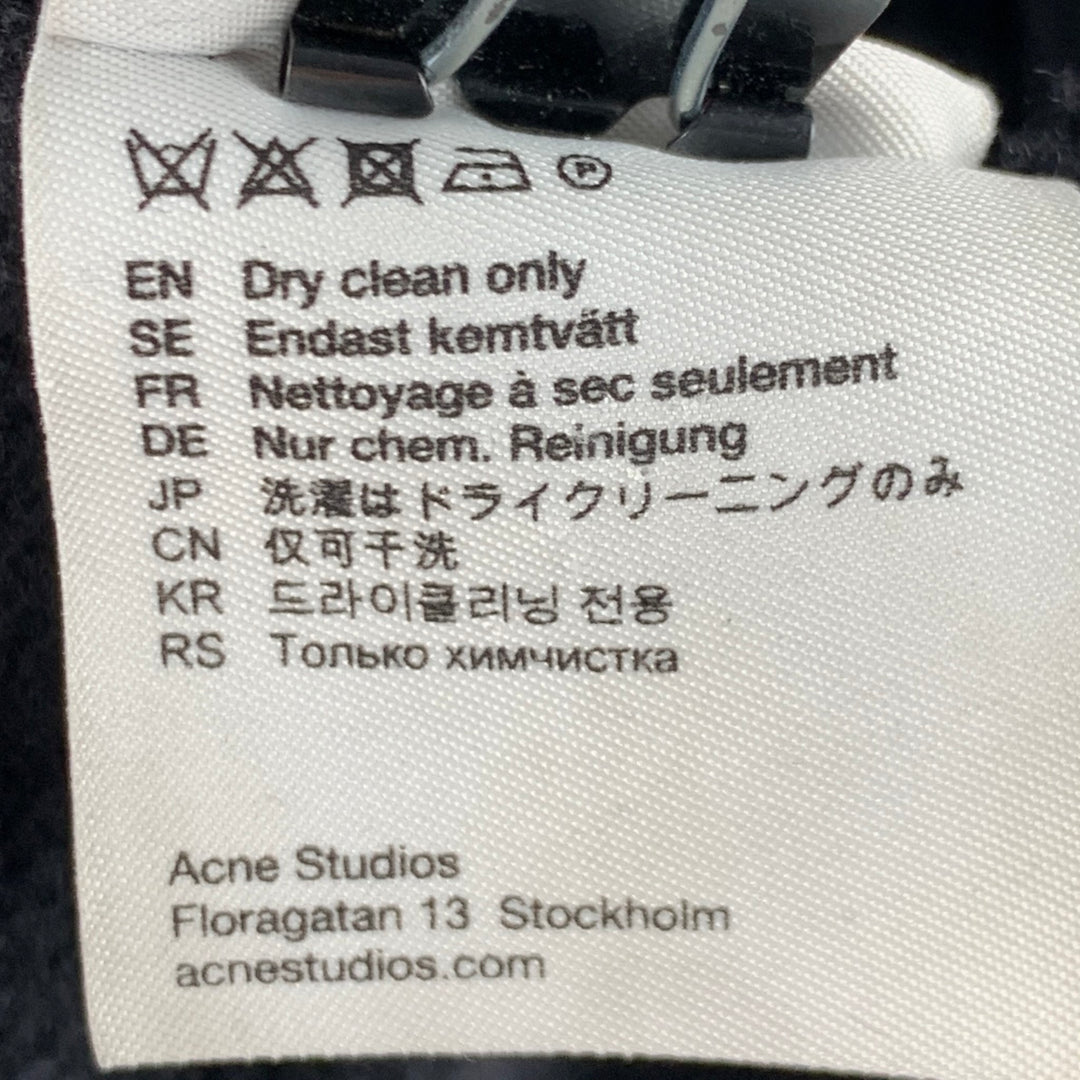 P
EN Dry clean only
SE Endast kemtvätt
FR Nettoyage à sec seulement
DE Nur chem. Reinigung
JP 洗濯はドライクリーニングのみ
CN 仅可干洗
KR 드라이클리닝 전용
RS Только химчистка
Acne Studios
Floragatan 13 Stockholm
acnestudios.com